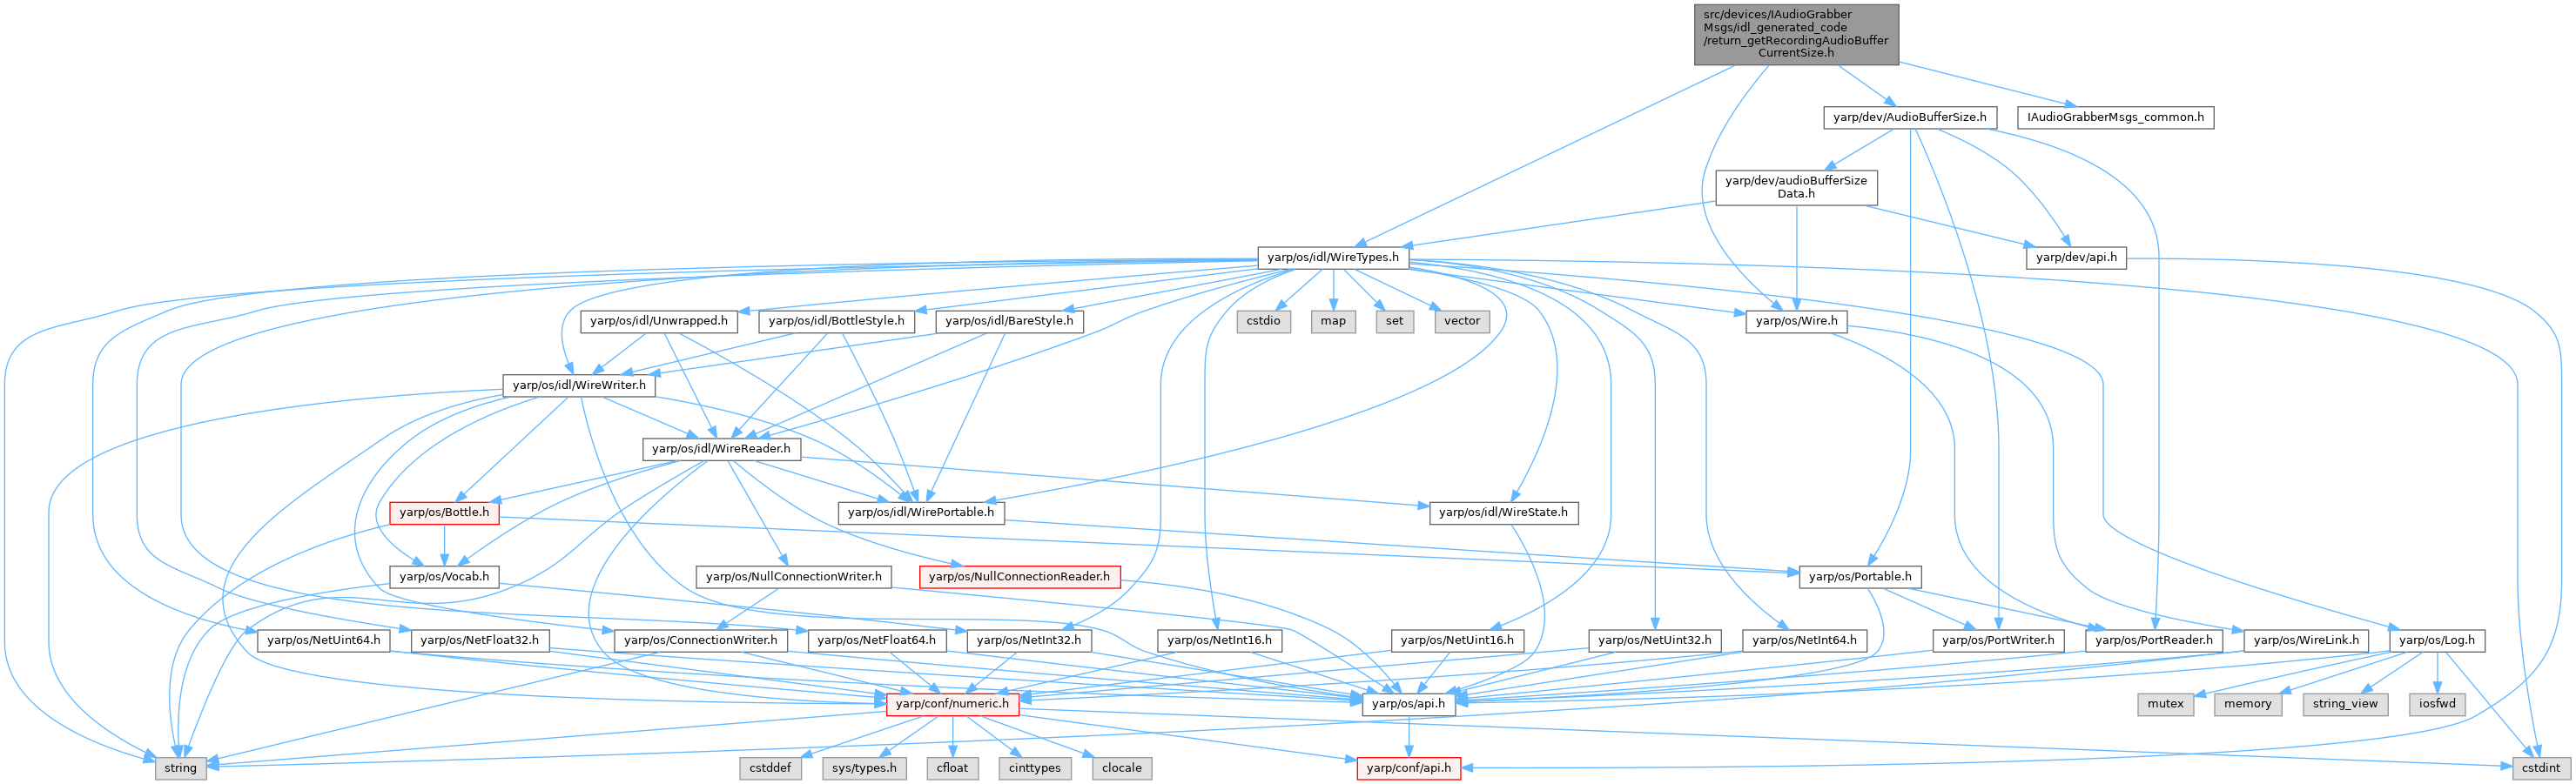 src/devices/IAudioGrabber
Msgs/idl_generated_code
/return_getRecordingAudioBuffer
CurrentSize.h
yarp/dev/AudioBufferSize.h
IAudioGrabberMsgs_common.h
yarp/dev/audioBufferSize
Data.h
yarp/os/idl/WireTypes.h
yarp/dev/api.h
yarp/os/idl/Unwrapped.h
yarp/os/idl/BottleStyle.h
yarp/os/idl/BareStyle.h
cstdio
map
set
vector
yarp/os/Wire.h
yarp/os/idl/WireWriter.h
yarp/os/idl/WireReader.h
yarp/os/Bottle.h
yarp/os/idl/WirePortable.h
yarp/os/idl/WireState.h
yarp/os/Vocab.h
yarp/os/NullConnectionWriter.h
yarp/os/NullConnectionReader.h
yarp/os/Portable.h
yarp/os/NetUint64.h
yarp/os/NetFloat32.h
yarp/os/ConnectionWriter.h
yarp/os/NetFloat64.h
yarp/os/NetInt32.h
yarp/os/NetInt16.h
yarp/os/NetUint16.h
yarp/os/NetUint32.h
yarp/os/NetInt64.h
yarp/os/PortWriter.h
yarp/os/PortReader.h
yarp/os/WireLink.h
yarp/os/Log.h
yarp/conf/numeric.h
yarp/os/api.h
mutex
memory
string_view
iosfwd
string
cstddef
sys/types.h
cfloat
cinttypes
clocale
yarp/conf/api.h
cstdint